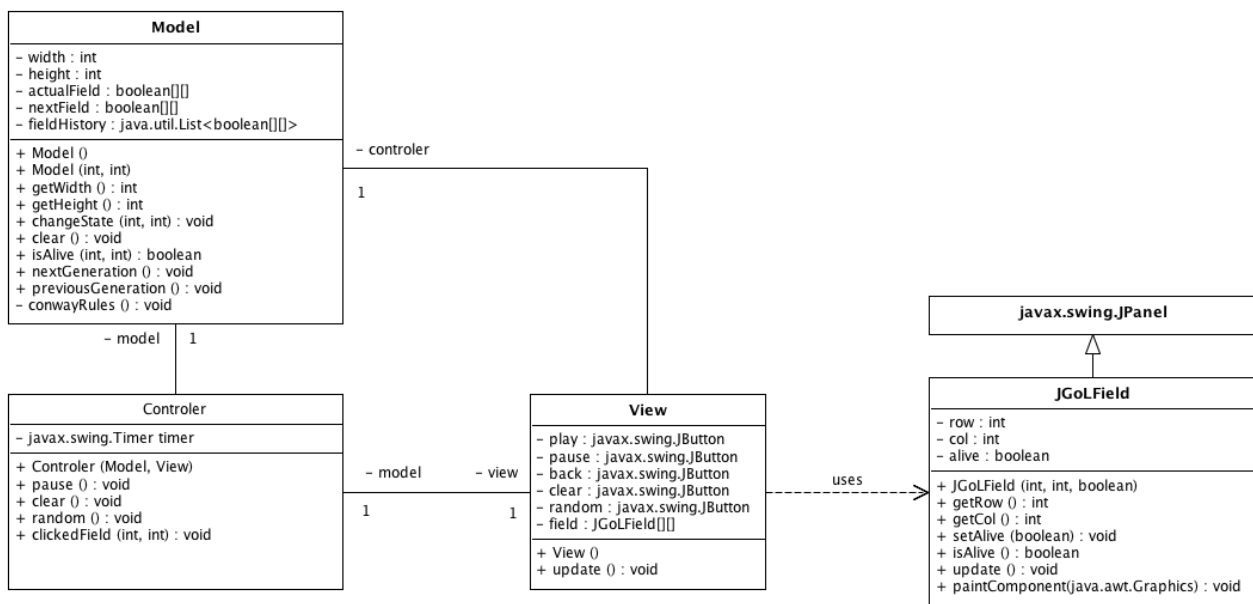 Model
- width : int
- height : int
- actualField : boolean[][]
- nextField : boolean[][]
- fieldHistory : java.util.List<boolean[][]>
+ Model ()
+ Model (int, int)
+ getWidth () : int
+ getHeight () : int
+ changeState (int, int) : void
+ clear () : void
+ isAlive (int, int) : boolean
+ nextGeneration () : void
+ previousGeneration () : void
- conwayRules () : void
- controler
1
- model
1
Controler
- javax.swing.Timer timer
+ Controler (Model, View)
+ pause () : void
+ clear () : void
+ random () : void
+ clickedField (int, int) : void
- model
1
- view
1
View
- play : javax.swing.JButton
- pause : javax.swing.JButton
- back : javax.swing.JButton
- clear : javax.swing.JButton
- random : javax.swing.JButton
- field : JGoLField[][]
+ View ()
+ update () : void
uses
javax.swing.JPanel
JGoLField
- row : int
- col : int
- alive : boolean
+ JGoLField (int, int, boolean)
+ getRow () : int
+ getCol () : int
+ setAlive (boolean) : void
+ isAlive () : boolean
+ update () : void
+ paintComponent(java.awt.Graphics) : void